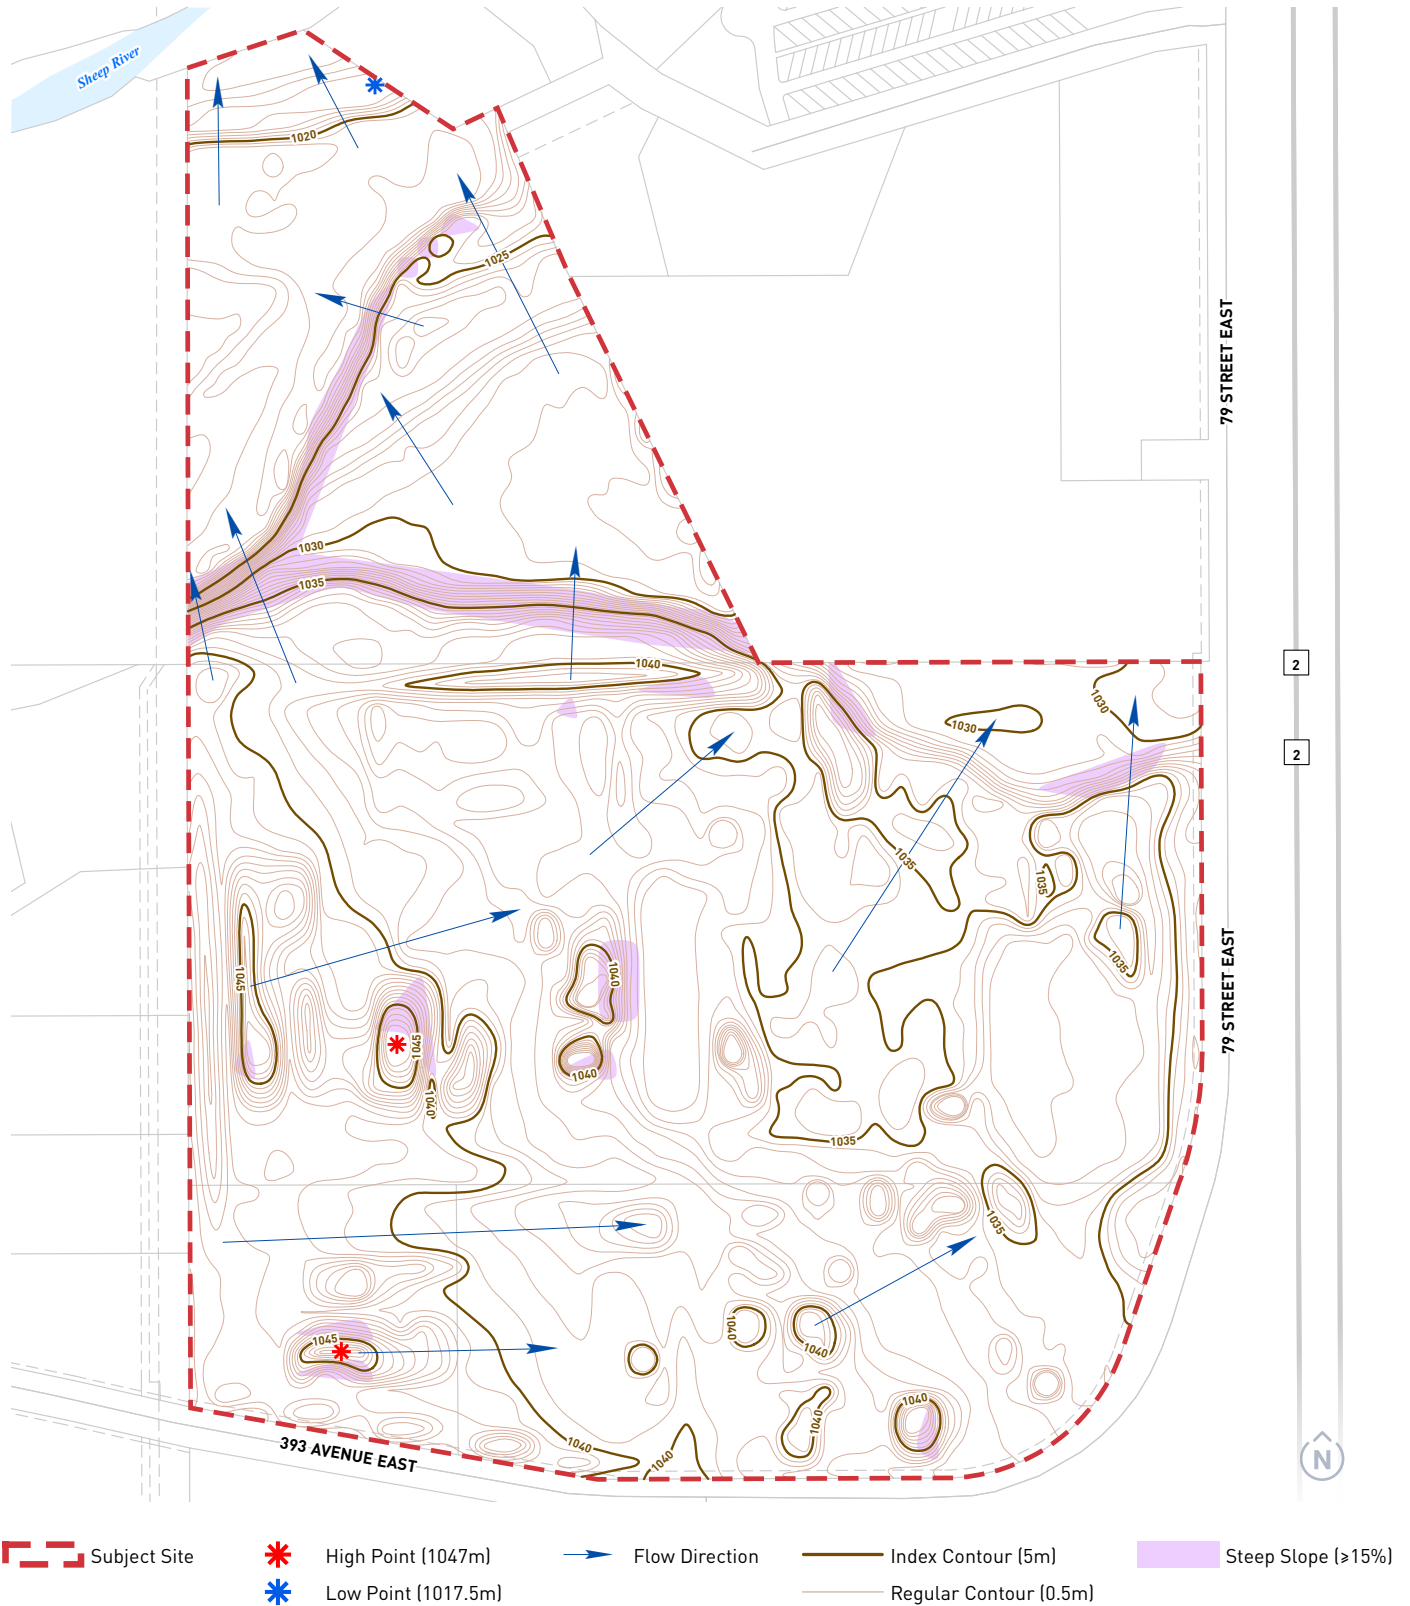 Sheep River
1020
1025
79 STREET EAST
1030
1035
1040
2
1030
1030
2
1035
1035
1045
1040
1035
79 STREET EAST
1045
1040
1040
1035
1035
1040
1045
1040
1040
1040
1040
1040
393 AVENUE EAST
N
Subject Site
High Point (1047m)
Flow Direction
Index Contour (5m)
Steep Slope (≥15%)
Low Point (1017.5m)
Regular Contour (0.5m)